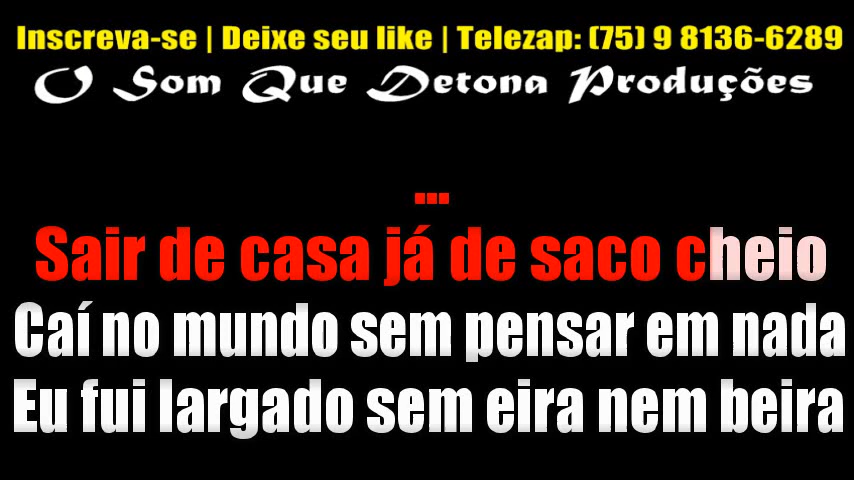 Inscreva-se | Deixe seu like | Telezap: (75) 9 8136-6289
O Som Que Detona Produções
...
Sair de casa já de saco cheio
Caí no mundo sem pensar em nada
Eu fui largado sem eira nem beira